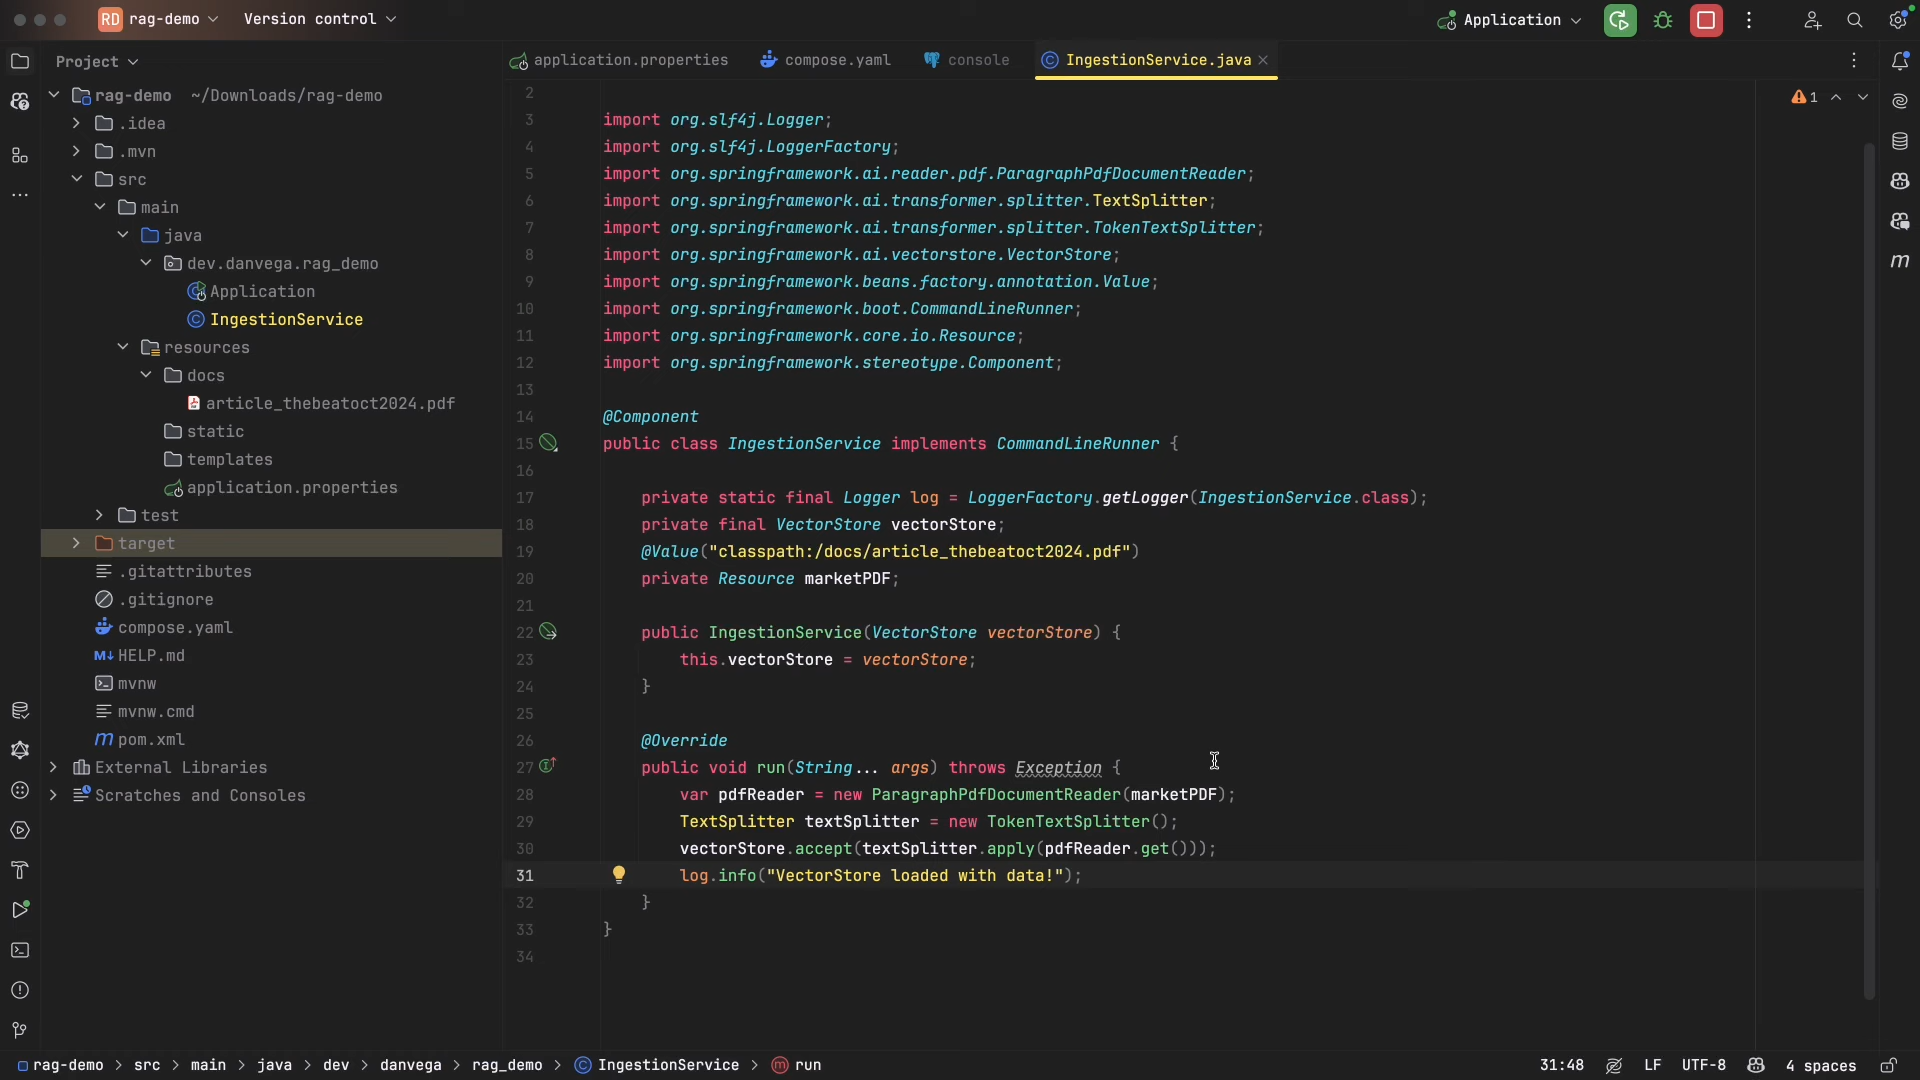 RD rag-demo Version control Application
Project
application.properties compose.yaml console IngestionService.java
rag-demo ~/Downloads/rag-demo
.idea
.mvn
src
main
java
dev.danvega.rag_demo
Application
IngestionService
resources
docs
article_thebeatoct2024.pdf
static
templates
application.properties
test
target
.gitattributes
.gitignore
compose.yaml
M↓ HELP.md
mvnw
mvnw.cmd
m pom.xml
External Libraries
Scratches and Consoles
1
m
2
3 import org.slf4j.Logger;
4 import org.slf4j.LoggerFactory;
5 import org.springframework.ai.reader.pdf.ParagraphPdfDocumentReader;
6 import org.springframework.ai.transformer.splitter.TextSplitter;
7 import org.springframework.ai.transformer.splitter.TokenTextSplitter;
8 import org.springframework.ai.vectorstore.VectorStore;
9 import org.springframework.beans.factory.annotation.Value;
10 import org.springframework.boot.CommandLineRunner;
11 import org.springframework.core.io.Resource;
12 import org.springframework.stereotype.Component;
13
14 @Component
15 public class IngestionService implements CommandLineRunner {
16
17 private static final Logger log = LoggerFactory.getLogger(IngestionService.class);
18 private final VectorStore vectorStore;
19 @Value("classpath:/docs/article_thebeatoct2024.pdf")
20 private Resource marketPDF;
21
22 public IngestionService(VectorStore vectorStore) {
23 this.vectorStore = vectorStore;
24 }
25
26 @Override
27 public void run(String... args) throws Exception {
28 var pdfReader = new ParagraphPdfDocumentReader(marketPDF);
29 TextSplitter textSplitter = new TokenTextSplitter();
30 vectorStore.accept(textSplitter.apply(pdfReader.get()));
31 log.info("VectorStore loaded with data!");
32 }
33 }
34
rag-demo > src > main > java > dev > danvega > rag_demo > IngestionService > run 31:48 LF UTF-8 4 spaces